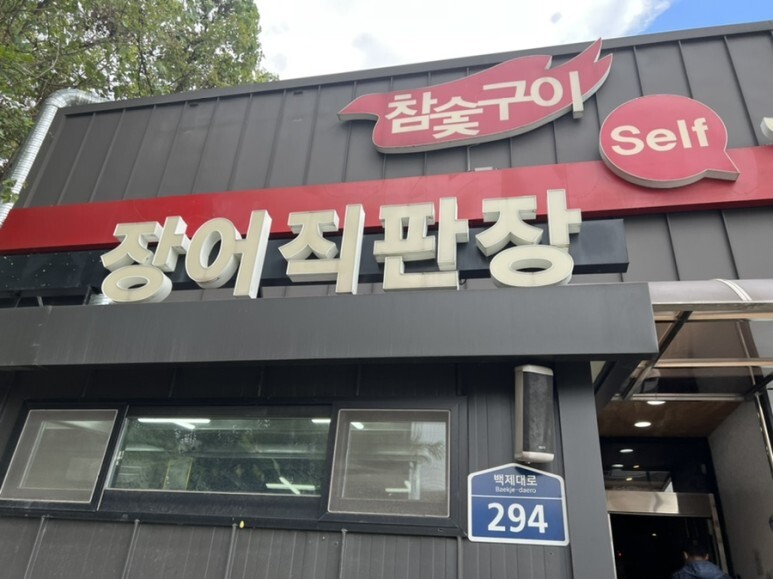 참숯구이
Self
장어직판장
백제대로
Baekje-daero
294